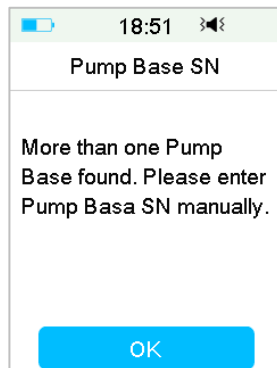 18:51
Pump Base SN
More than one Pump
Base found. Please enter
Pump Basa SN manually.
OK